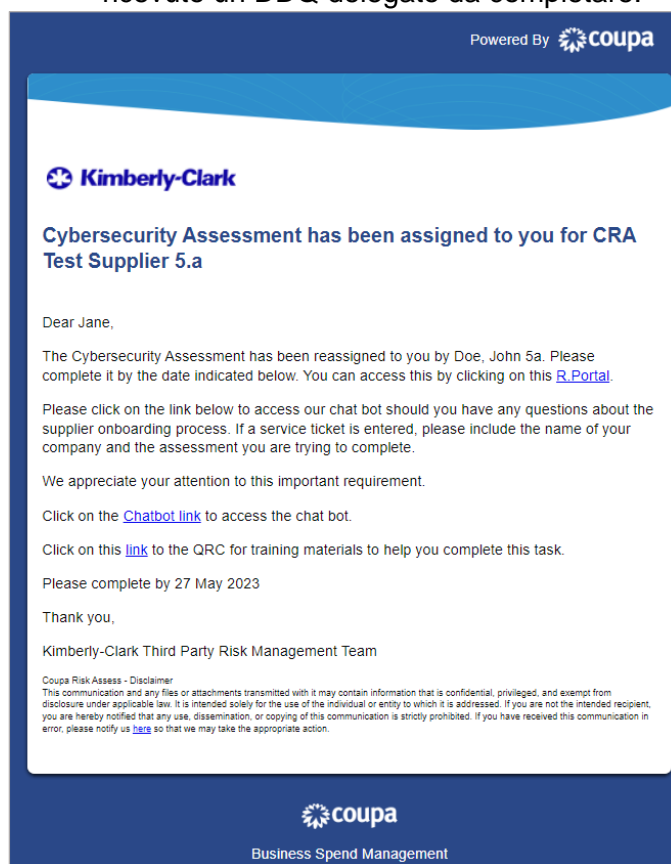 ricevuto un DDQ delegato da completare.
Powered By coupa
Kimberly-Clark
Cybersecurity Assessment has been assigned to you for CRA
Test Supplier 5.a
Dear Jane,
The Cybersecurity Assessment has been reassigned to you by Doe, John 5a. Please
complete it by the date indicated below. You can access this by clicking on this R.Portal.
Please click on the link below to access our chat bot should you have any questions about the
supplier onboarding process. If a service ticket is entered, please include the name of your
company and the assessment you are trying to complete.
We appreciate your attention to this important requirement.
Click on the Chatbot link to access the chat bot.
Click on this link to the QRC for training materials to help you complete this task.
Please complete by 27 May 2023
Thank you,
Kimberly-Clark Third Party Risk Management Team
Coupa Risk Assess - Disclaimer
This communication and any files or attachments transmitted with it may contain information that is confidential, privileged, and exempt from
disclosure under applicable law. It is intended solely for the use of the individual or entity to which it is addressed. If you are not the intended recipient,
you are hereby notified that any use, dissemination, or copying of this communication is strictly prohibited. If you have received this communication in
error, please notify us here so that we may take the appropriate action.
coupa
Business Spend Management